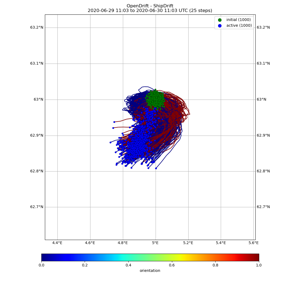 OpenDrift - ShipDrift
2020-06-29 11:03 to 2020-06-30 11:03 UTC (25 steps)
initial (1000)
active (1000)
63.2°N 63.2°N
63.1°N 63.1°N
63°N 63°N
62.9°N 62.9°N
62.8°N 62.8°N
62.7°N 62.7°N
4.4°E 4.6°E 4.8°E 5°E 5.2°E 5.4°E 5.6°E
0.0 0.2 0.4 0.6 0.8 1.0
orientation